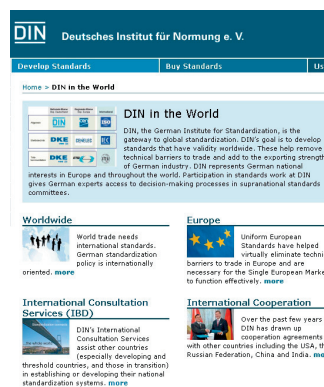 DIN Deutsches Institut für Normung e. V.
Develop Standards Buy Standards Us
Home > DIN in the World
DIN in the World
DIN, the German Institute for Standardization, is the
gateway to global standardization. DIN's goal is to develop
standards that have validity worldwide. These help remove
technical barriers to trade and add to the exporting strength
of German industry. DIN represents German national
interests in Europe and throughout the world. Participation in standards work at DIN
gives German experts access to decision-making processes in supranational standards
committees.
Worldwide
World trade needs
international standards.
German standardization
policy is internationally
oriented. more
Europe
Uniform European
Standards have helped
virtually eliminate techni
barriers to trade in Europe and are
necessary for the Single European Marke
to function effectively. more
International Consultation
Services (IBD)
DIN's International
Consultation Services
assist other countries
(especially developing and
threshold countries, and those in transition)
in establishing or developing their national
standardization systems. more
International Cooperation
Over the past few years
DIN has drawn up
cooperation agreements
with other countries including the USA, th
Russian Federation, China and India. mo